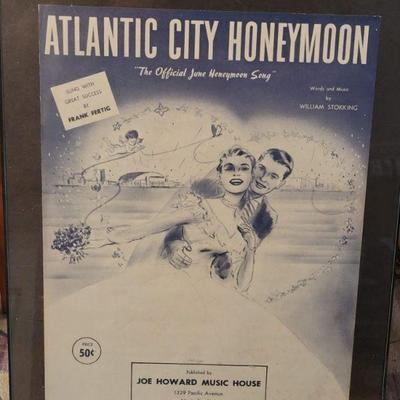 ATLANTIC CITY HONEYMOON
"The Official June Honeymoon Song"
SUNG WITH
GREAT SUCCESS
BY
FRANK FERTIG
Words and Music
by
WILLIAM STOKKING
PRICE
50¢
Published by
JOE HOWARD MUSIC HOUSE
1229 Pacific Avenue